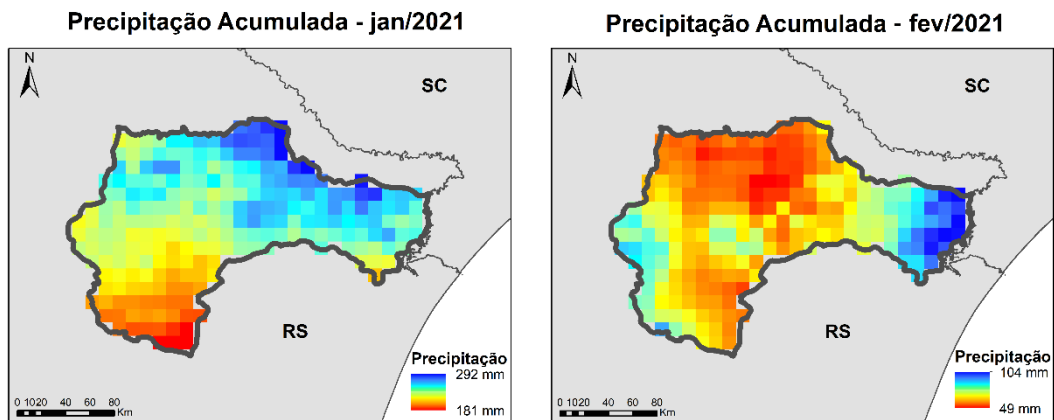 Precipitação Acumulada - jan/2021
N
SC
RS
Precipitação
292 mm
181 mm
0 10 20 40 60 80
Km
Precipitação Acumulada - fev/2021
N
SC
RS
Precipitação
104 mm
49 mm
0 10 20 40 60 80
Km